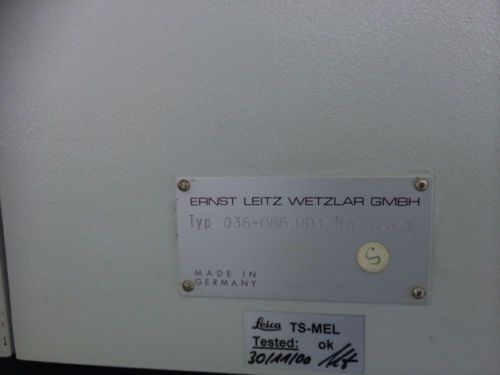 ERNST LEITZ WETZLAR GMBH
Typ 036-086.001 No 647
S
MADE IN
GERMANY
Leica TS-MEL
Tested: ok
30/11/00